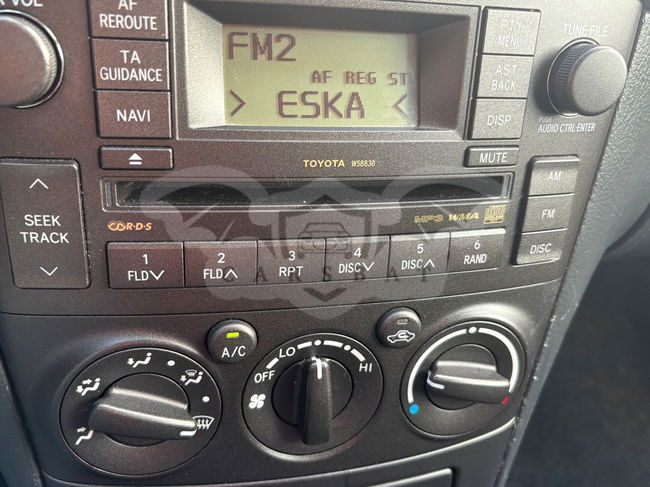 R VOL
AF
REROUTE
TA
GUIDANCE
NAVI
FM2
AF REG ST
> ESKA <
PTY
MENU
AST
BACK
DISP
TUNE·FILE
PUSH
AUDIO CTRL·ENTER
TOYOTA W58830
MUTE
SEEK
TRACK
R·D·S
MP3 WMA
AM
FM
DISC
1
FLD
2
FLD
3
RPT
4
DISC
5
DISC
6
RAND
CARSBAY
A/C
OFF
LO
HI